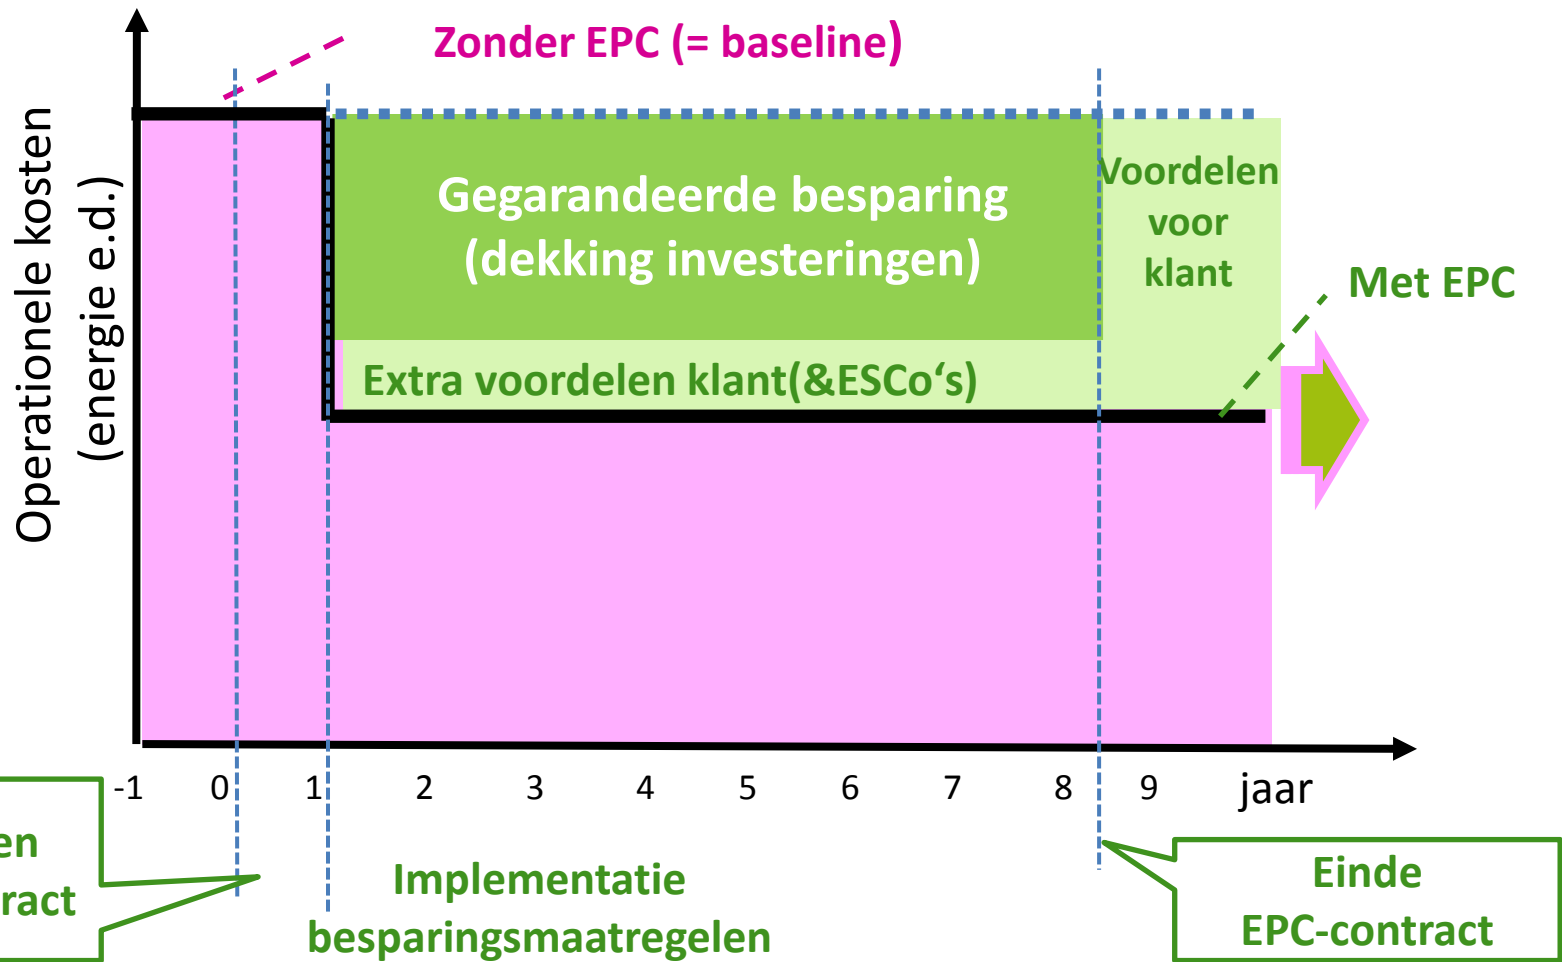 Zonder EPC (= baseline)
Operationele kosten
(energie e.d.)
Gegarandeerde besparing
(dekking investeringen)
Voordelen
voor
klant
Met EPC
Extra voordelen klant(&ESCo‘s)
-1 0 1 2 3 4 5 6 7 8 9 jaar
en
ract
Implementatie
besparingsmaatregelen
Einde
EPC-contract